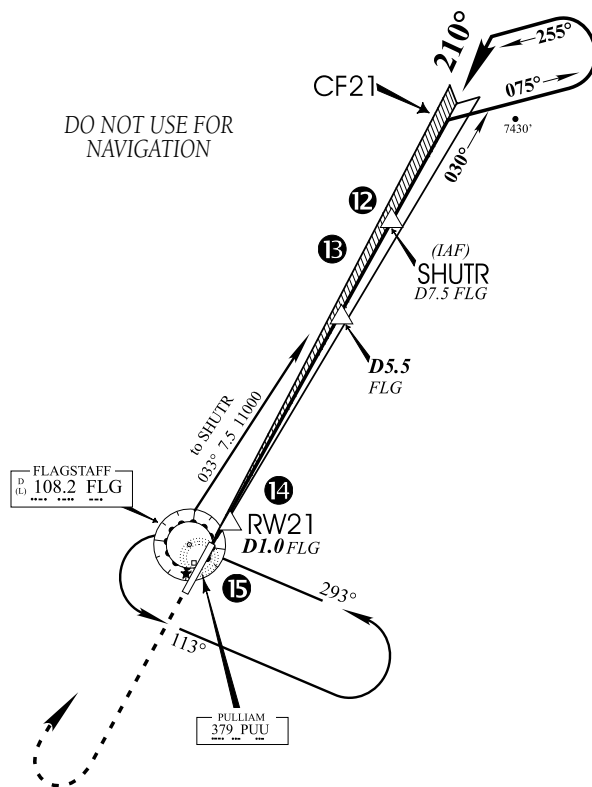 210°
255°
075°
CF21
7430'
DO NOT USE FOR
NAVIGATION
030°
12
(IAF)
SHUTR
D7.5 FLG
13
D5.5
FLG
to SHUTR
033° 7.5 11000
FLAGSTAFF
D
(L) 108.2 FLG
14
RW21
D1.0 FLG
15
293°
113°
PULLIAM
379 PUU